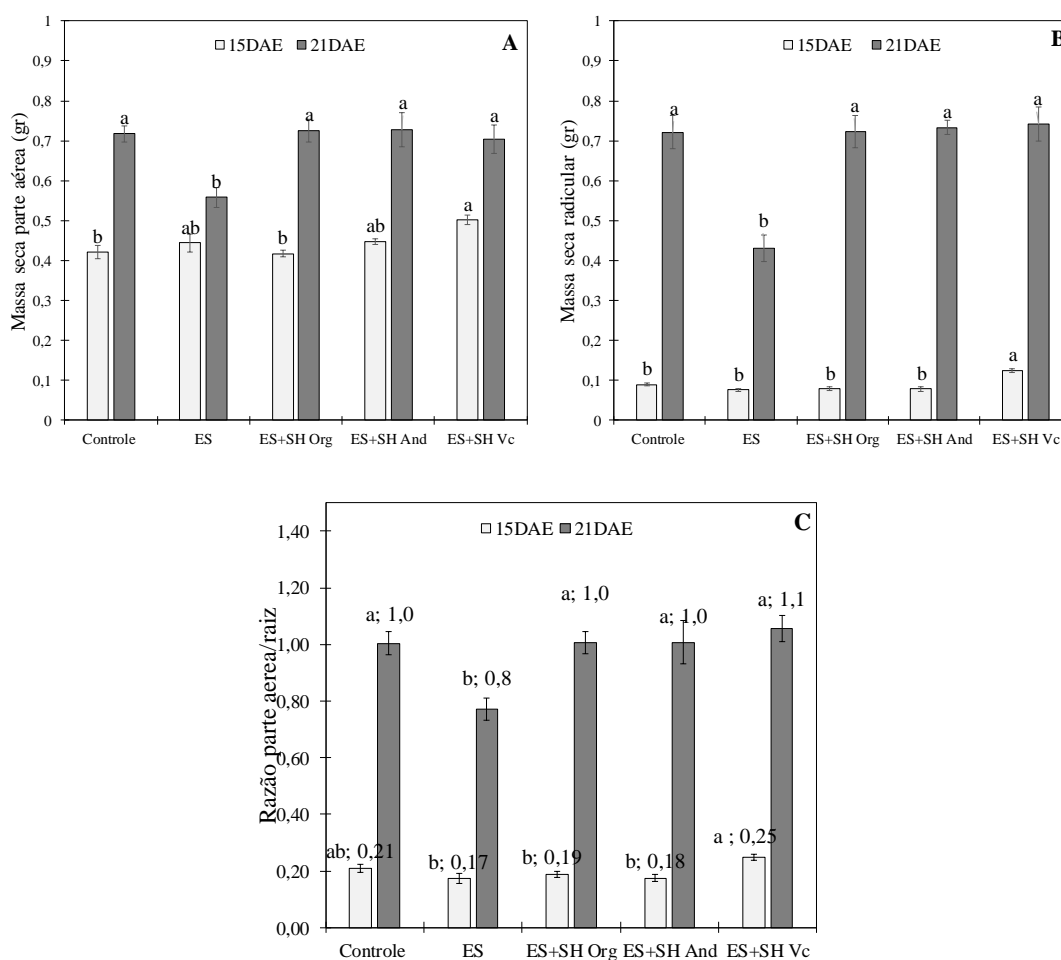 A
15DAE 21DAE
Massa seca parte aérea (gr)
1
0,9
0,8
0,7
0,6
0,5
0,4
0,3
0,2
0,1
0
b a
ab b
b a
ab a
a a
Controle ES ES+SH Org ES+SH And ES+SH Vc
B
15DAE 21DAE
Massa seca radicular (gr)
1
0,9
0,8
0,7
0,6
0,5
0,4
0,3
0,2
0,1
0
b a
b b
b a
b a
a a
Controle ES ES+SH Org ES+SH And ES+SH Vc
C
15DAE 21DAE
Razão parte aerea/raiz
1,40
1,20
1,00
0,80
0,60
0,40
0,20
0,00
ab; 0,21 a; 1,0
b; 0,17 b; 0,8
b; 0,19 a; 1,0
b; 0,18 a; 1,0
a ; 0,25 a; 1,1
Controle ES ES+SH Org ES+SH And ES+SH Vc